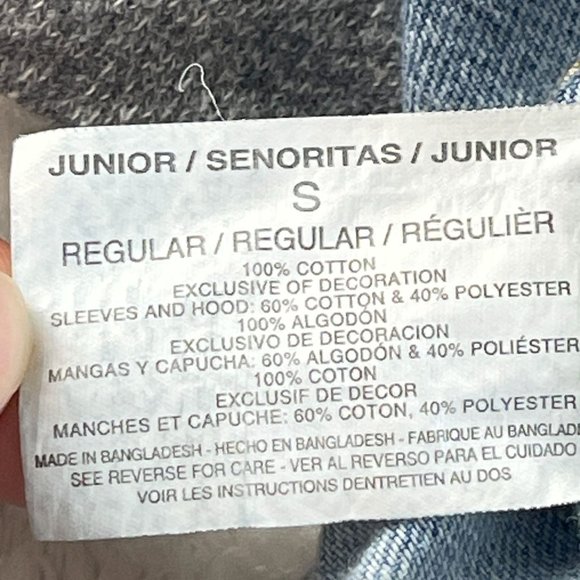 JUNIOR / SENORITAS / JUNIOR
S
REGULAR / REGULAR / RÉGULIÈR
100% COTTON
EXCLUSIVE OF DECORATION
SLEEVES AND HOOD: 60% COTTON & 40% POLYESTER
100% ALGODÓN
EXCLUSIVO DE DECORACION
MANGAS Y CAPUCHA: 60% ALGODÓN & 40% POLIÉSTER
100% COTON
EXCLUSIF DE DECOR
MANCHES ET CAPUCHE: 60% COTON, 40% POLYESTER
MADE IN BANGLADESH - HECHO EN BANGLADESH - FABRIQUE AU BANGLAD
SEE REVERSE FOR CARE - VER AL REVERSO PARA EL CUIDADO
VOIR LES INSTRUCTIONS DENTRETIEN AU DOS